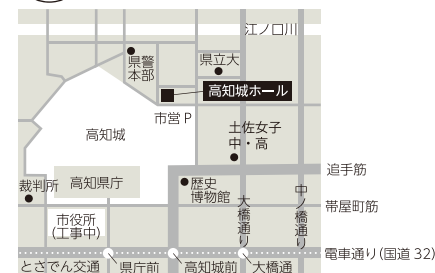 江ノ口川
県警
本部
県立大
高知城ホール
市営 P
高知城
土佐女子
中・高
追手筋
裁判所
高知県庁
歴史
博物館
大橋通り
中ノ橋通り
帯屋町筋
市役所
(工事中)
電車通り(国道 32)
とさでん交通
県庁前
高知城前
大橋通